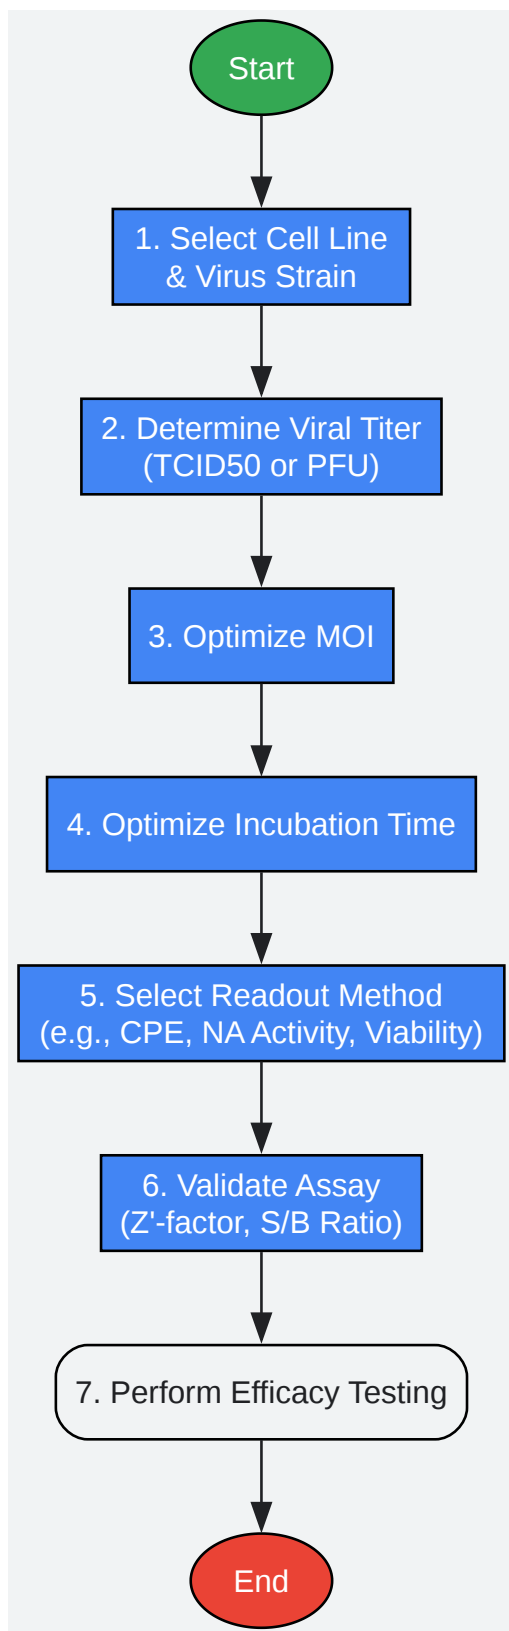 Start
1. Select Cell Line
& Virus Strain
2. Determine Viral Titer
(TCID50 or PFU)
3. Optimize MOI
4. Optimize Incubation Time
5. Select Readout Method
(e.g., CPE, NA Activity, Viability)
6. Validate Assay
(Z'-factor, S/B Ratio)
7. Perform Efficacy Testing
End